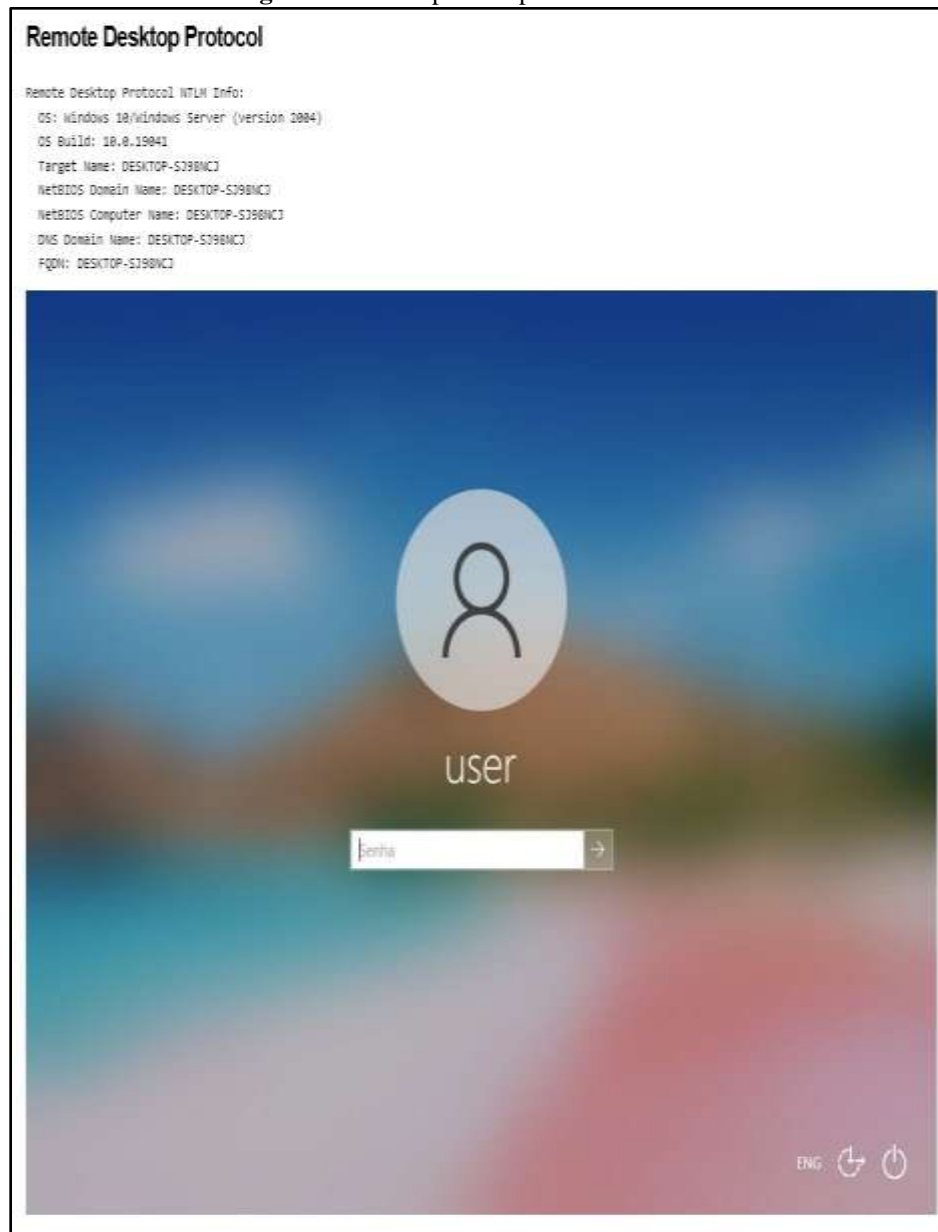 Remote Desktop Protocol
Remote Desktop Protocol NTLM Info:
OS: Windows 10/Windows Server (version 2004)
OS Build: 10.0.19041
Target Name: DESKTOP-SJ98NCJ
NetBIOS Domain Name: DESKTOP-SJ98NCJ
NetBIOS Computer Name: DESKTOP-SJ98NCJ
DNS Domain Name: DESKTOP-SJ98NCJ
FQDN: DESKTOP-SJ98NCJ
user
Senha
ENG